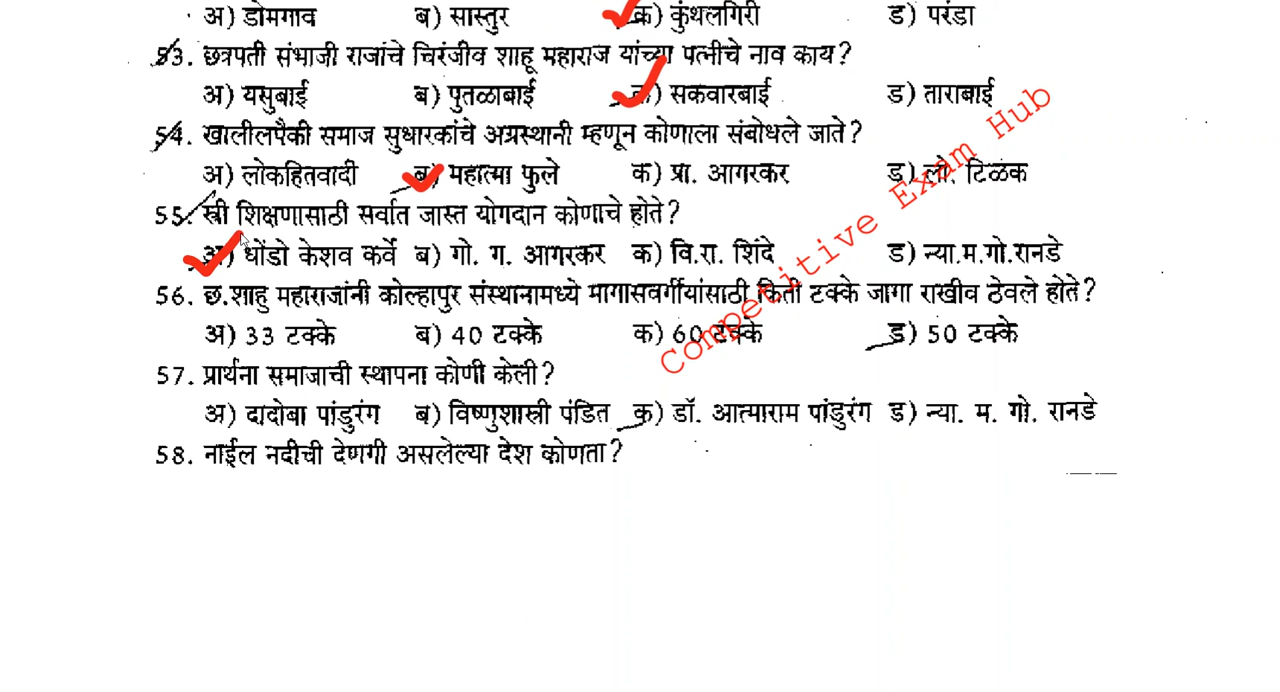 अ) डोमगाव ब) सास्तुर क) कुंथलगिरी ड) परंडा
53. छत्रपती संभाजी राजांचे चिरंजीव शाहू महाराज यांच्या पत्नीचे नाव काय?
अ) यसुबाई ब) पुतळाबाई क) सकवारबाई ड) ताराबाई
54. खालीलपैकी समाज सुधारकांचे अग्रस्थानी म्हणून कोणाला संबोधले जाते?
अ) लोकहितवादी ब) महात्मा फुले क) प्रा. आगरकर ड) लो. टिळक
55. स्त्री शिक्षणासाठी सर्वात जास्त योगदान कोणाचे होते?
अ) धोंडो केशव कर्वे ब) गो. ग. आगरकर क) वि.रा. शिंदे ड) न्या.म.गो.रानडे
56. छ.शाहु महाराजांनी कोल्हापुर संस्थानामध्ये मागासवर्गीयांसाठी किती टक्के जागा राखीव ठेवले होते?
अ) 33 टक्के ब) 40 टक्के क) 60 टक्के ड) 50 टक्के
57. प्रार्थना समाजाची स्थापना कोणी केली?
अ) दादोबा पांडुरंग ब) विष्णुशास्त्री पंडित क) डॉ. आत्माराम पांडुरंग ड) न्या. म. गो. रानडे
58. नाईल नदीची देणगी असलेल्या देश कोणता?
Competitive Exam Hub